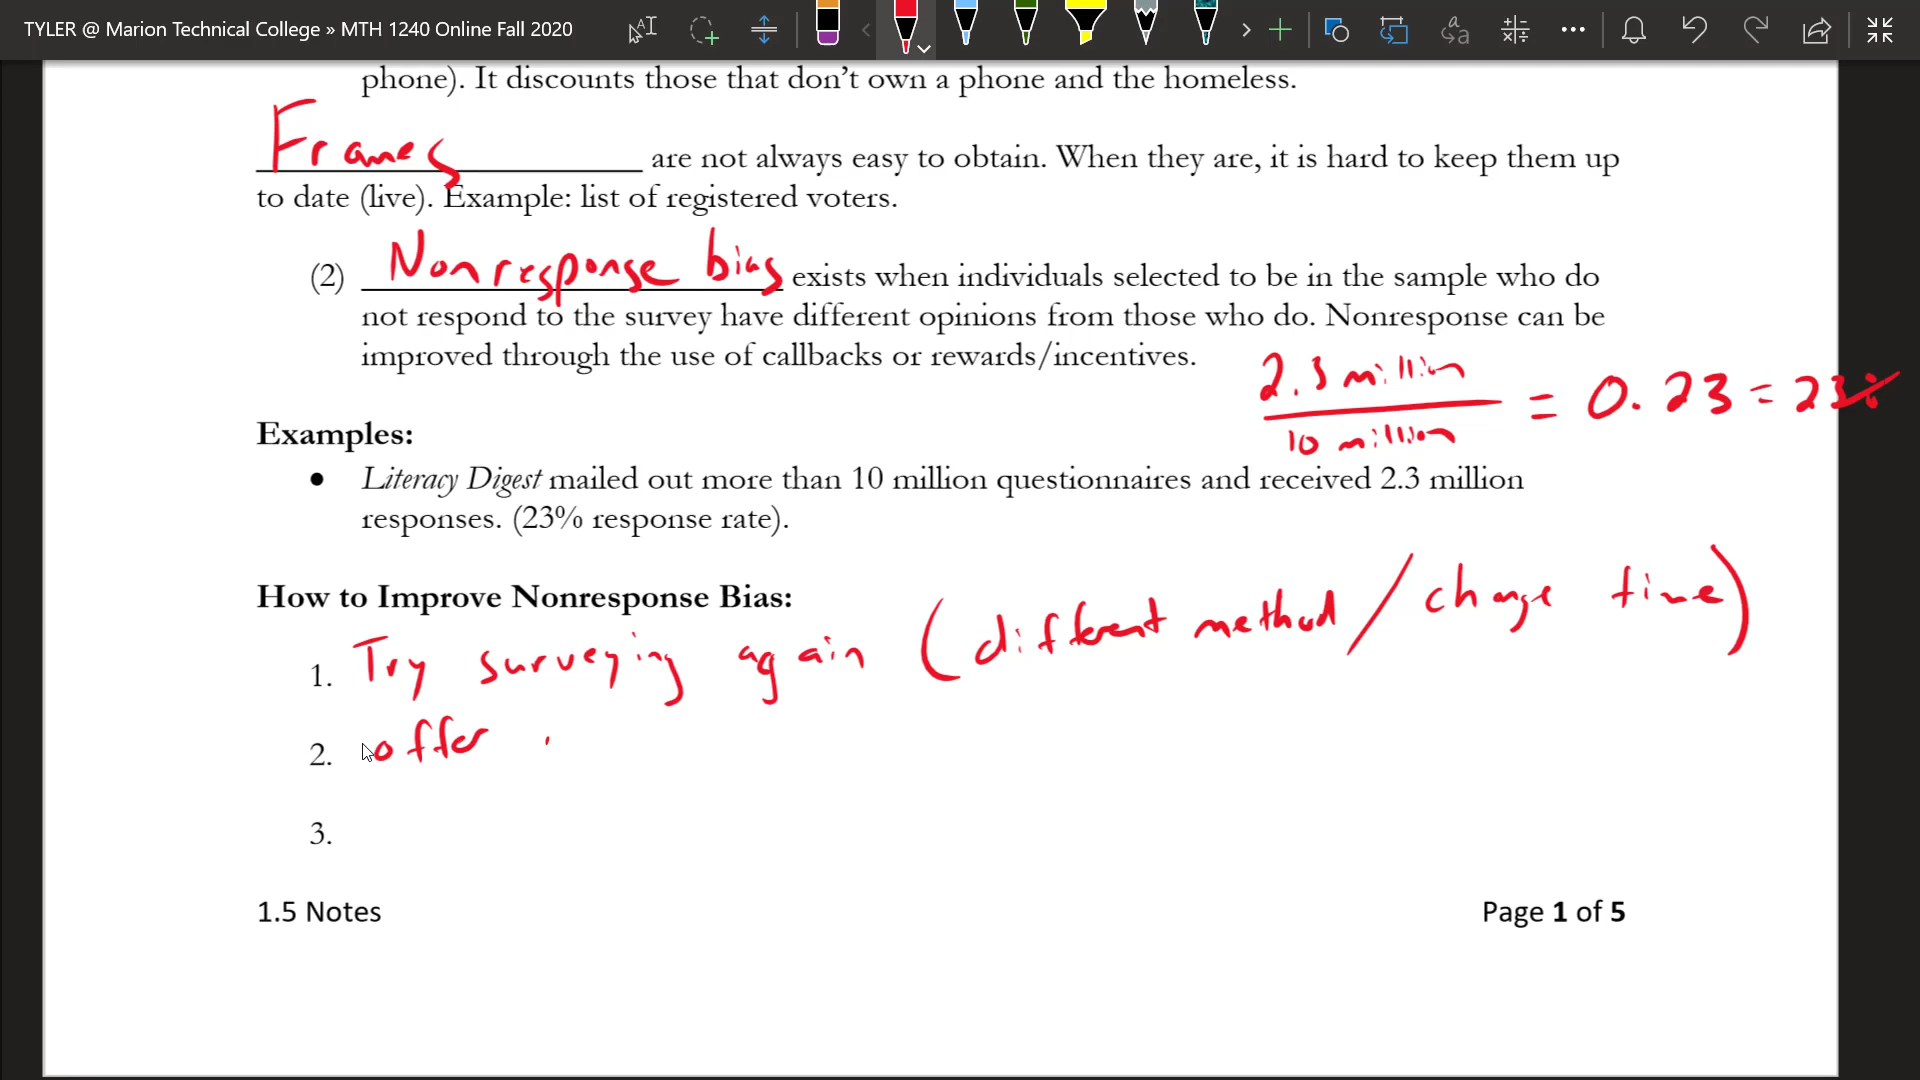 TYLER @ Marion Technical College » MTH 1240 Online Fall 2020
phone). It discounts those that don’t own a phone and the homeless.
Frames are not always easy to obtain. When they are, it is hard to keep them up
to date (live). Example: list of registered voters.
(2) Nonresponse bias exists when individuals selected to be in the sample who do
not respond to the survey have different opinions from those who do. Nonresponse can be
improved through the use of callbacks or rewards/incentives.
2.3 million
10 million
= 0.23 = 23%
Examples:
● Literacy Digest mailed out more than 10 million questionnaires and received 2.3 million
responses. (23% response rate).
How to Improve Nonresponse Bias:
1. Try surveying again (different method / change time)
2. offer
3.
1.5 Notes
Page 1 of 5